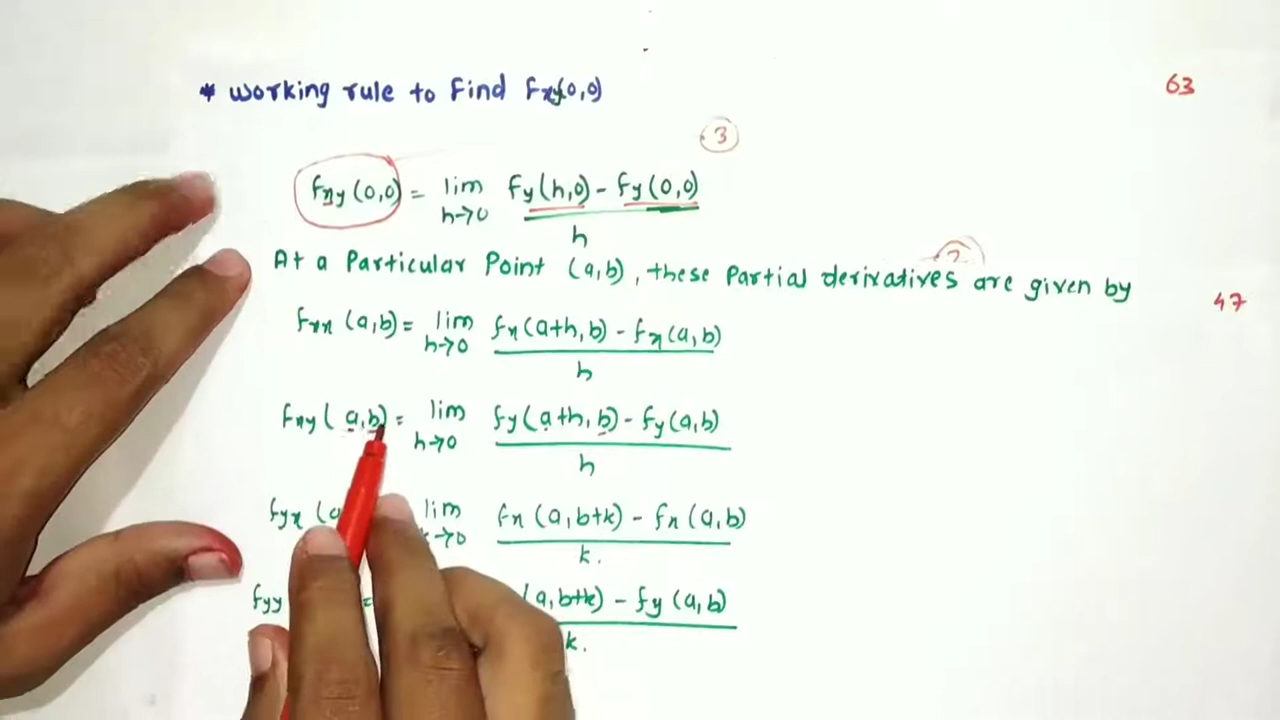 * Working rule to Find Fxy(0,0)
63
3
fxy (0,0) = lim h→0 fy(h,0) - fy(0,0) / h
At a Particular Point (a,b), these Partial derivatives are given by
2
47
fxx (a,b) = lim h→0 fx(a+h, b) - fx(a,b) / h
fxy ( a,b) = lim h→0 fy(a+h, b) - fy(a,b) / h
fyx (a lim k→0 fx (a, b+k) - fx (a,b) / k.
fyy = (a, b+k) - fy (a,b) / k.